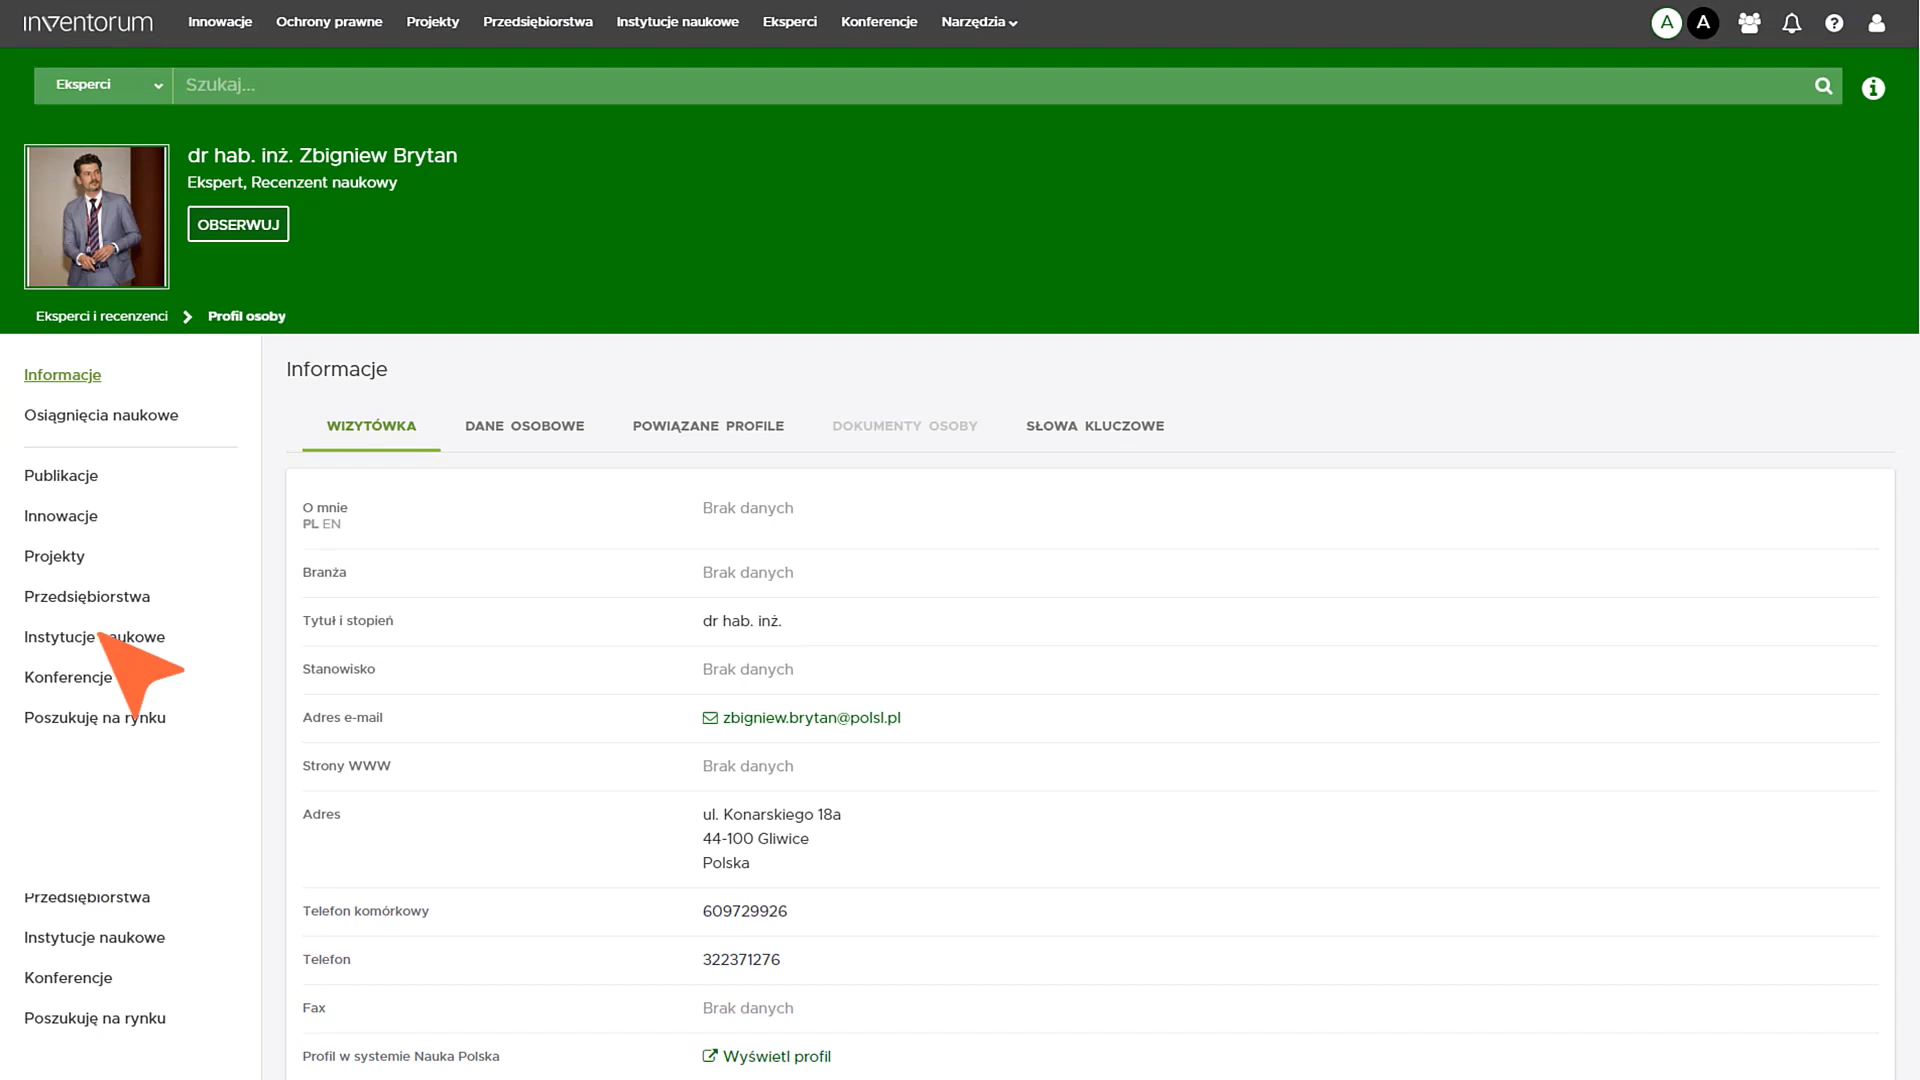 inventorum Innowacje Ochrony prawne Projekty Przedsiębiorstwa Instytucje naukowe Eksperci Konferencje Narzędzia A A
Eksperci Szukaj...
dr hab. inż. Zbigniew Brytan
Ekspert, Recenzent naukowy
OBSERWUJ
Eksperci i recenzenci Profil osoby
Informacje
Osiągnięcia naukowe
Publikacje
Innowacje
Projekty
Przedsiębiorstwa
Instytucje naukowe
Konferencje
Poszukuję na rynku
Przedsiębiorstwa
Instytucje naukowe
Konferencje
Poszukuję na rynku
Informacje
WIZYTÓWKA DANE OSOBOWE POWIĄZANE PROFILE DOKUMENTY OSOBY SŁOWA KLUCZOWE
O mnie Brak danych
PL EN
Branża Brak danych
Tytuł i stopień dr hab. inż.
Stanowisko Brak danych
Adres e-mail zbigniew.brytan@polsl.pl
Strony WWW Brak danych
Adres ul. Konarskiego 18a
44-100 Gliwice
Polska
Telefon komórkowy 609729926
Telefon 322371276
Fax Brak danych
Profil w systemie Nauka Polska Wyświetl profil